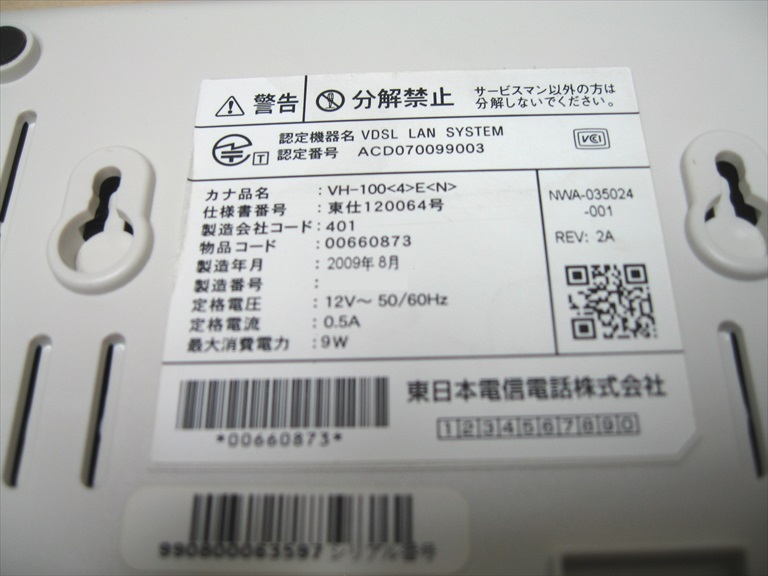 警告 分解禁止 サービスマン以外の方は
分解しないでください。
認定機器名 VDSL LAN SYSTEM
T 認定番号 ACD070099003
VCCI
カナ品名 : VH-100<4>E<N>
仕様書番号 : 東仕120064号
製造会社コード : 401
物品コード : 00660873
製造年月 : 2009年8月
製造番号 :
定格電圧 : 12V～ 50/60Hz
定格電流 : 0.5A
最大消費電力 : 9W
NWA-035024
-001
REV: 2A
*00660873*
東日本電信電話株式会社
1 2 3 4 5 6 7 8 9 0
990800063597 シリアル番号